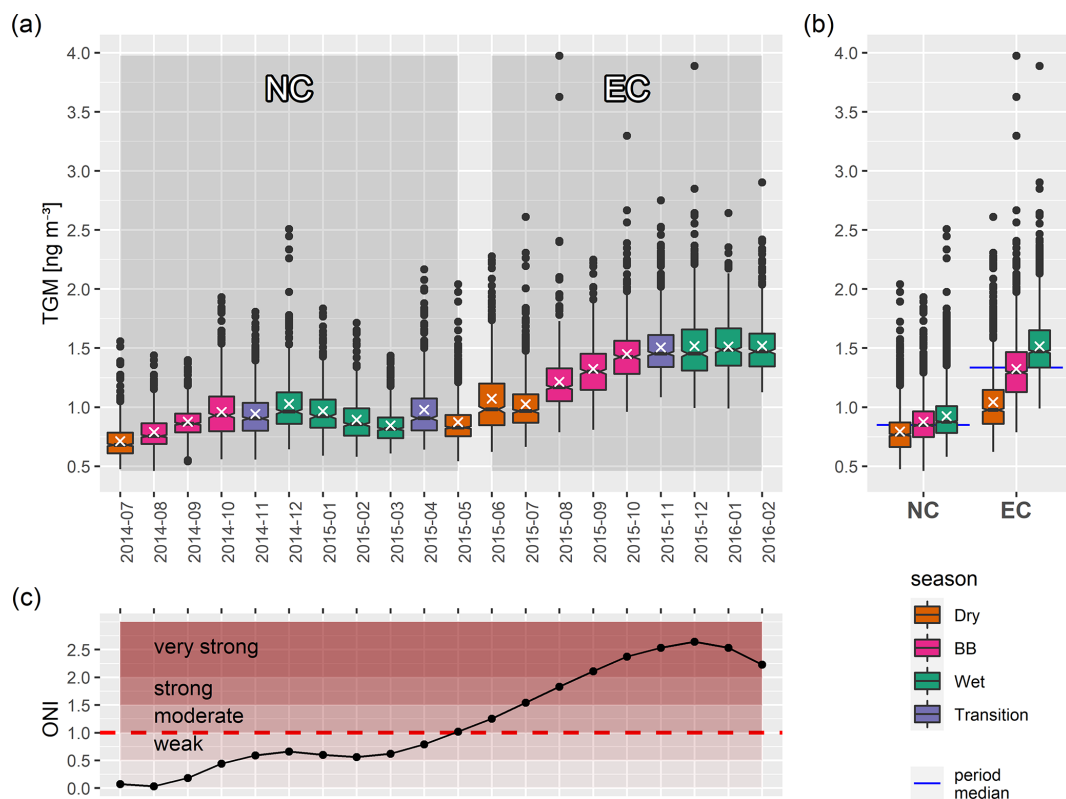 (a)
(b)
NC
EC
TGM [ng m⁻³]
4.0
3.5
3.0
2.5
2.0
1.5
1.0
0.5
2014-07
2014-08
2014-09
2014-10
2014-11
2014-12
2015-01
2015-02
2015-03
2015-04
2015-05
2015-06
2015-07
2015-08
2015-09
2015-10
2015-11
2015-12
2016-01
2016-02
4.0
3.5
3.0
2.5
2.0
1.5
1.0
0.5
NC
EC
(c)
ONI
2.5
2.0
1.5
1.0
0.5
0.0
very strong
strong
moderate
weak
season
Dry
BB
Wet
Transition
period
median